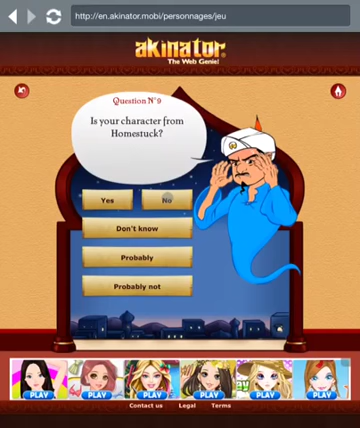 http://en.akinator.mobi/personnages/jeu
akinator
The Web Genie!
Question N°9
Is your character from
Homestuck?
Yes
No
Don't know
Probably
Probably not
PLAY PLAY PLAY PLAY PLAY PLAY
Contact us Legal Terms